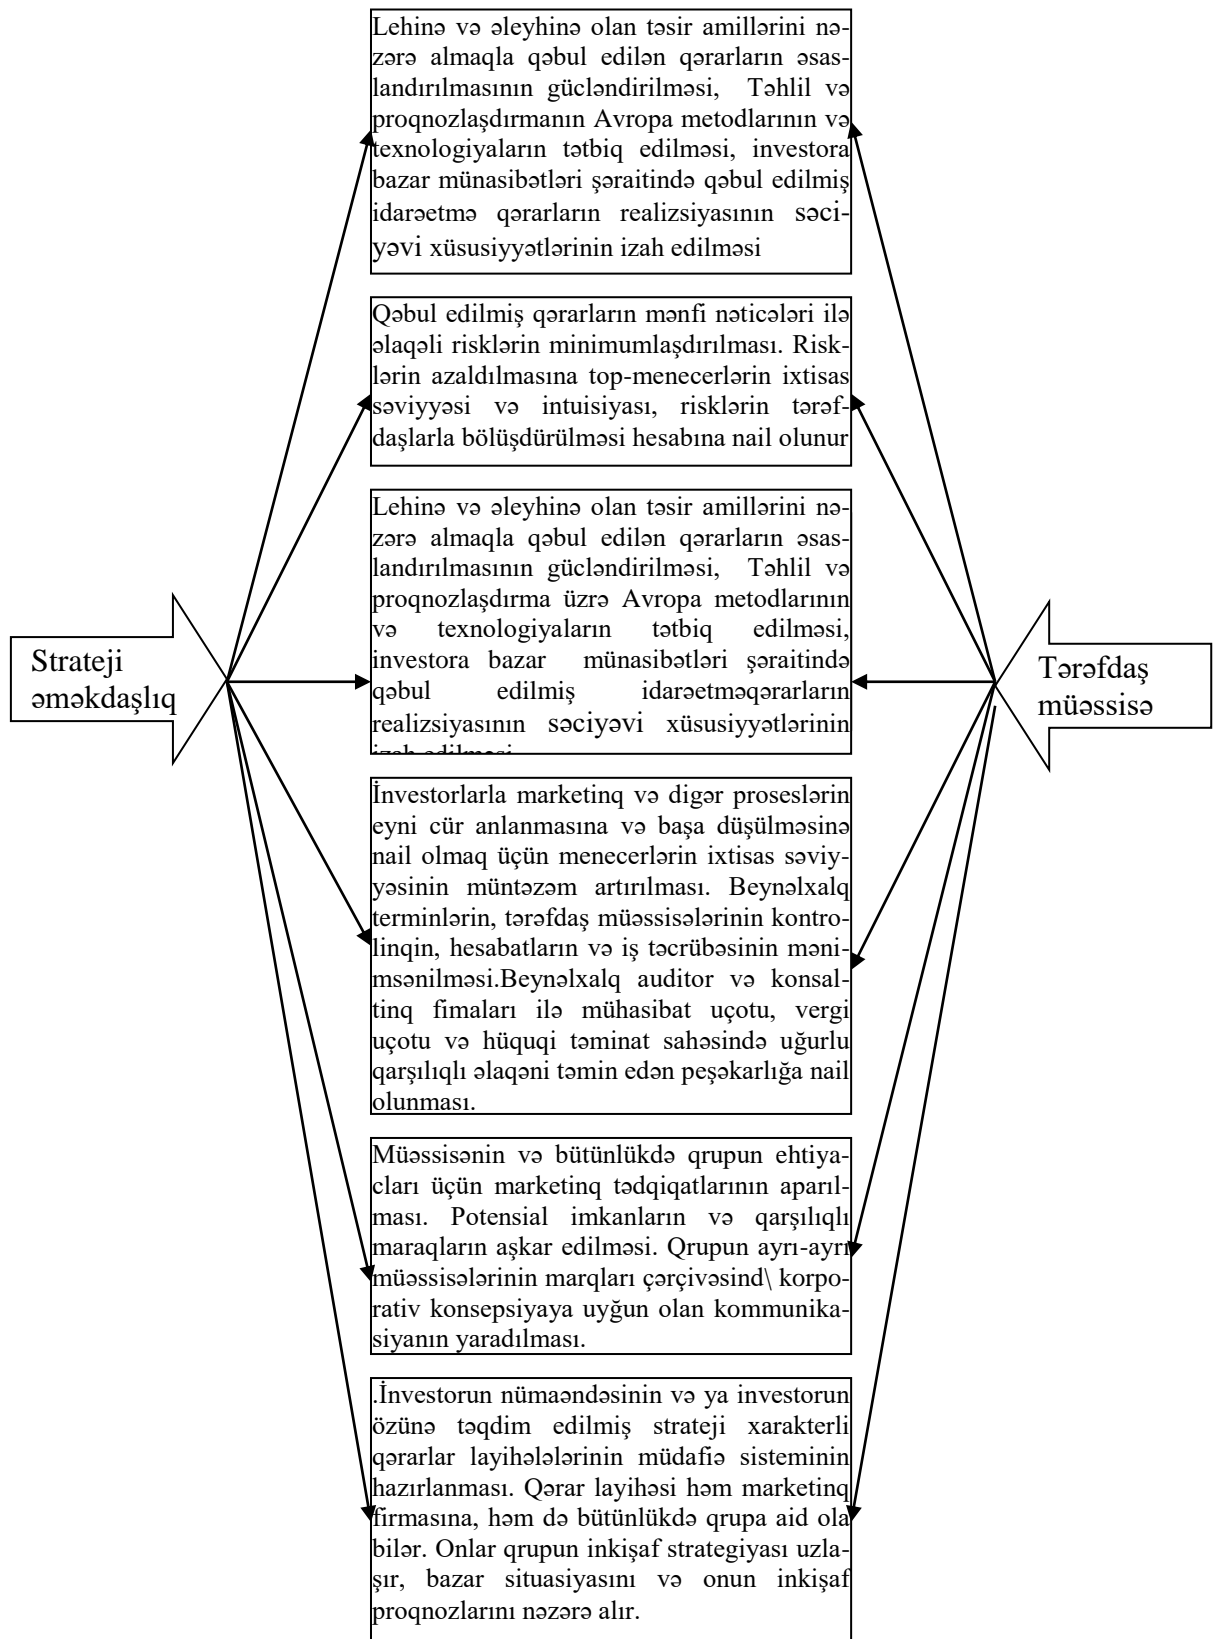 Lehinə və əleyhinə olan təsir amillərini nə-
zərə almaqla qəbul edilən qərarların əsas-
landırılmasının gücləndirilməsi, Təhlil və
proqnozlaşdırmanın Avropa metodlarının və
texnologiyaların tətbiq edilməsi, investora
bazar münasibətləri şəraitində qəbul edilmiş
idarəetmə qərarların realizsiyasının səci-
yəvi xüsusiyyətlərinin izah edilməsi
Qəbul edilmiş qərarların mənfi nəticələri ilə
əlaqəli risklərin minimumlaşdırılması. Risk-
lərin azaldılmasına top-menecerlərin ixtisas
səviyyəsi və intuisiyası, risklərin tərəf-
daşlarla bölüşdürülməsi hesabına nail olunur
Lehinə və əleyhinə olan təsir amillərini nə-
zərə almaqla qəbul edilən qərarların əsas-
landırılmasının gücləndirilməsi, Təhlil və
proqnozlaşdırma üzrə Avropa metodlarının
və texnologiyaların tətbiq edilməsi,
investora bazar münasibətləri şəraitində
qəbul edilmiş idarəetməqərarların
realizsiyasının səciyəvi xüsusiyyətlərinin
izah edilməsi
Strateji
əməkdaşlıq
Tərəfdaş
müəssisə
İnvestorlarla marketinq və digər proseslərin
eyni cür anlanmasına və başa düşülməsinə
nail olmaq üçün menecerlərin ixtisas səviy-
yəsinin müntəzəm artırılması. Beynəlxalq
terminlərin, tərəfdaş müəssisələrinin kontro-
linqin, hesabatların və iş təcrübəsinin məni-
msənilməsi.Beynəlxalq auditor və konsal-
tinq fimaları ilə mühasibat uçotu, vergi
uçotu və hüquqi təminat sahəsində uğurlu
qarşılıqlı əlaqəni təmin edən peşəkarlığa nail
olunması.
Müəssisənin və bütünlükdə qrupun ehtiya-
cları üçün marketinq tədqiqatlarının aparıl-
ması. Potensial imkanların və qarşılıqlı
maraqların aşkar edilməsi. Qrupun ayrı-ayrı
müəssisələrinin marqları çərçivəsind\ korpo-
rativ konsepsiyaya uyğun olan kommunika-
siyanın yaradılması.
.İnvestorun nümaəndəsinin və ya investorun
özünə təqdim edilmiş strateji xarakterli
qərarlar layihələlərinin müdafiə sisteminin
hazırlanması. Qərar layihəsi həm marketinq
firmasına, həm də bütünlükdə qrupa aid ola
bilər. Onlar qrupun inkişaf strategiyası uzla-
şır, bazar situasiyasını və onun inkişaf
proqnozlarını nəzərə alır.